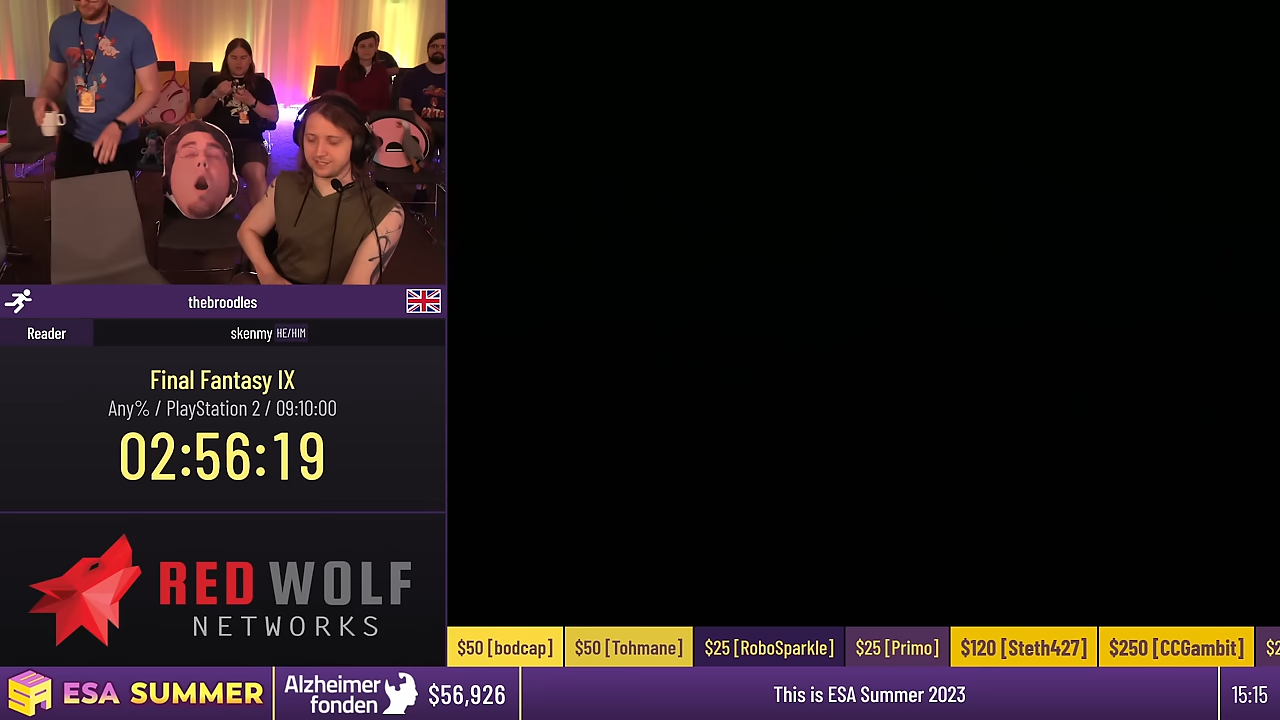 thebroodles
Reader
skenmy HE/HIM
Final Fantasy IX
Any% / PlayStation 2 / 09:10:00
02:56:19
RED WOLF
NETWORKS
$50 [bodcap]
$50 [Tohmane]
$25 [RoboSparkle]
$25 [Primo]
$120 [Steth427]
$250 [CCGambit]
ESA SUMMER
Alzheimer
fonden
$56,926
This is ESA Summer 2023
15:15